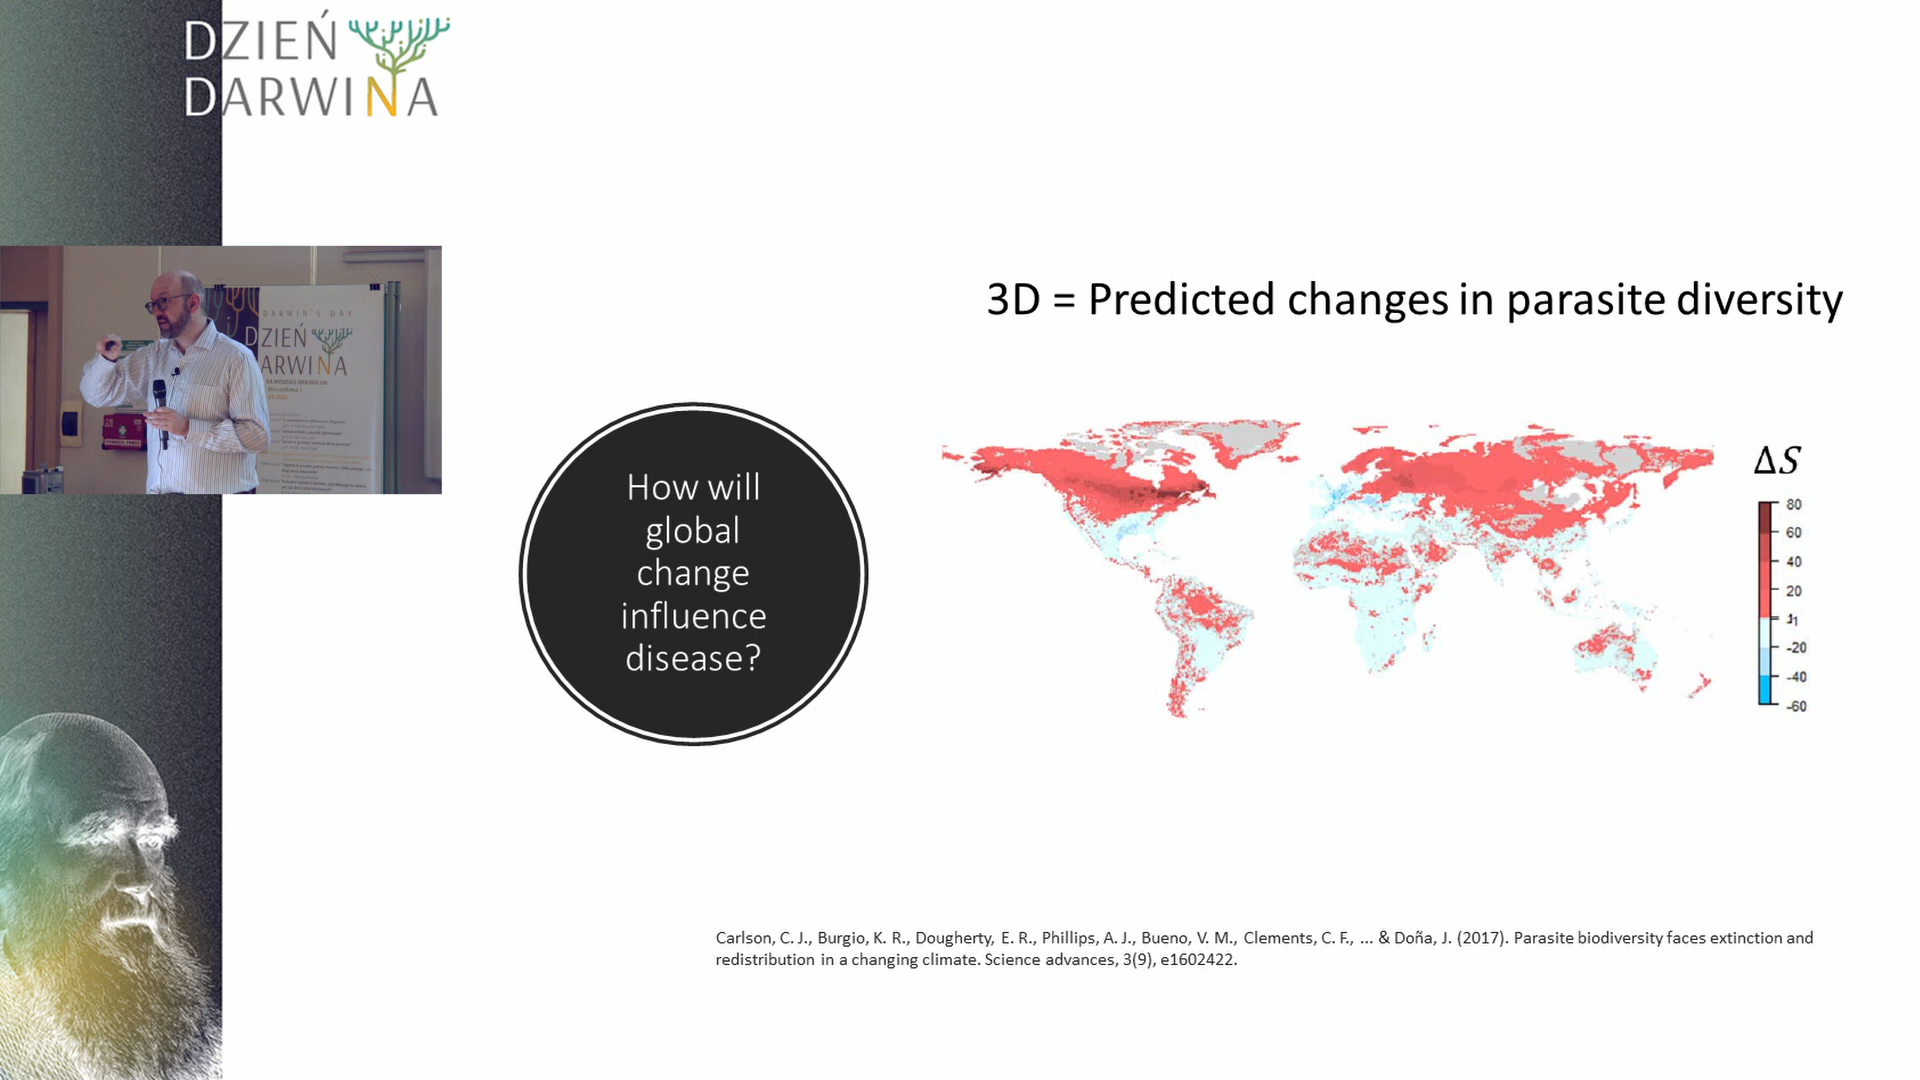 DZIEŃ
DARWINA
DARWIN'S DAY
DZIEŃ
ARWINA
3D = Predicted changes in parasite diversity
How will
global
change
influence
disease?
ΔS
80
60
40
20
-20
-40
-60
Carlson, C. J., Burgio, K. R., Dougherty, E. R., Phillips, A. J., Bueno, V. M., Clements, C. F., ... & Doña, J. (2017). Parasite biodiversity faces extinction and
redistribution in a changing climate. Science advances, 3(9), e1602422.